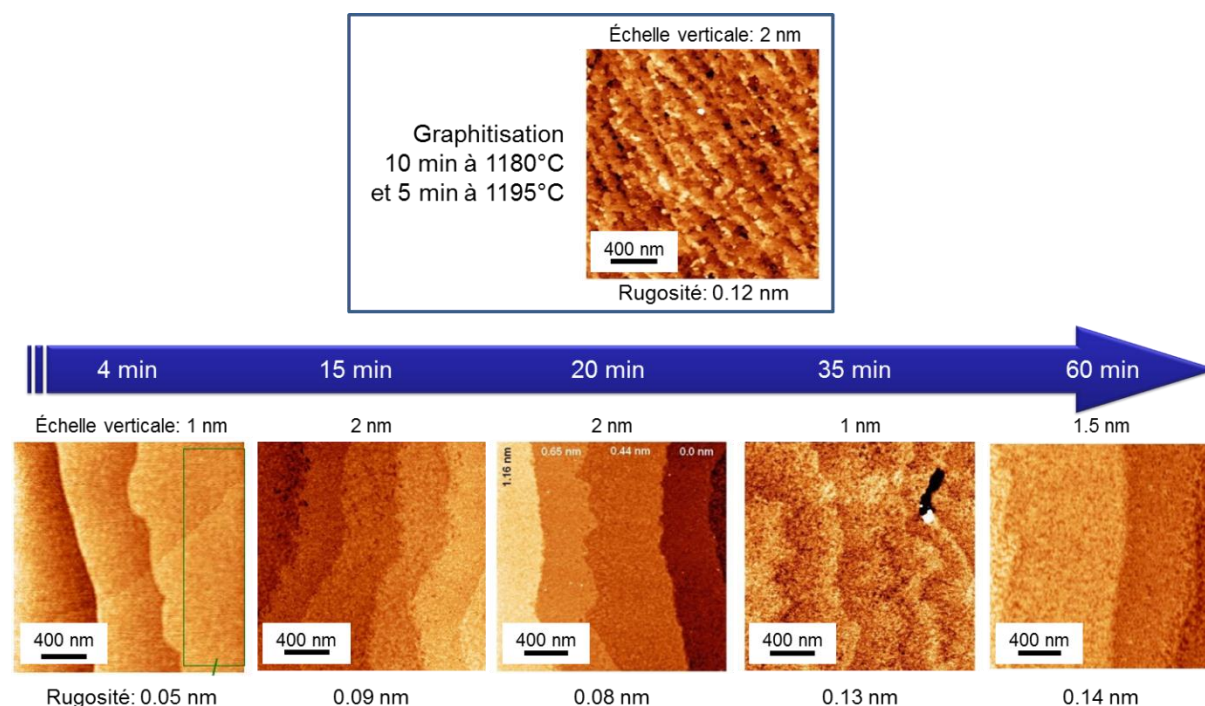 Échelle verticale: 2 nm
Graphitisation
10 min à 1180°C
et 5 min à 1195°C
400 nm
Rugosité: 0.12 nm
4 min 15 min 20 min 35 min 60 min
Échelle verticale: 1 nm 2 nm 2 nm 1 nm 1.5 nm
1.16 nm 0.65 nm 0.44 nm 0.0 nm
400 nm 400 nm 400 nm 400 nm 400 nm
Rugosité: 0.05 nm 0.09 nm 0.08 nm 0.13 nm 0.14 nm